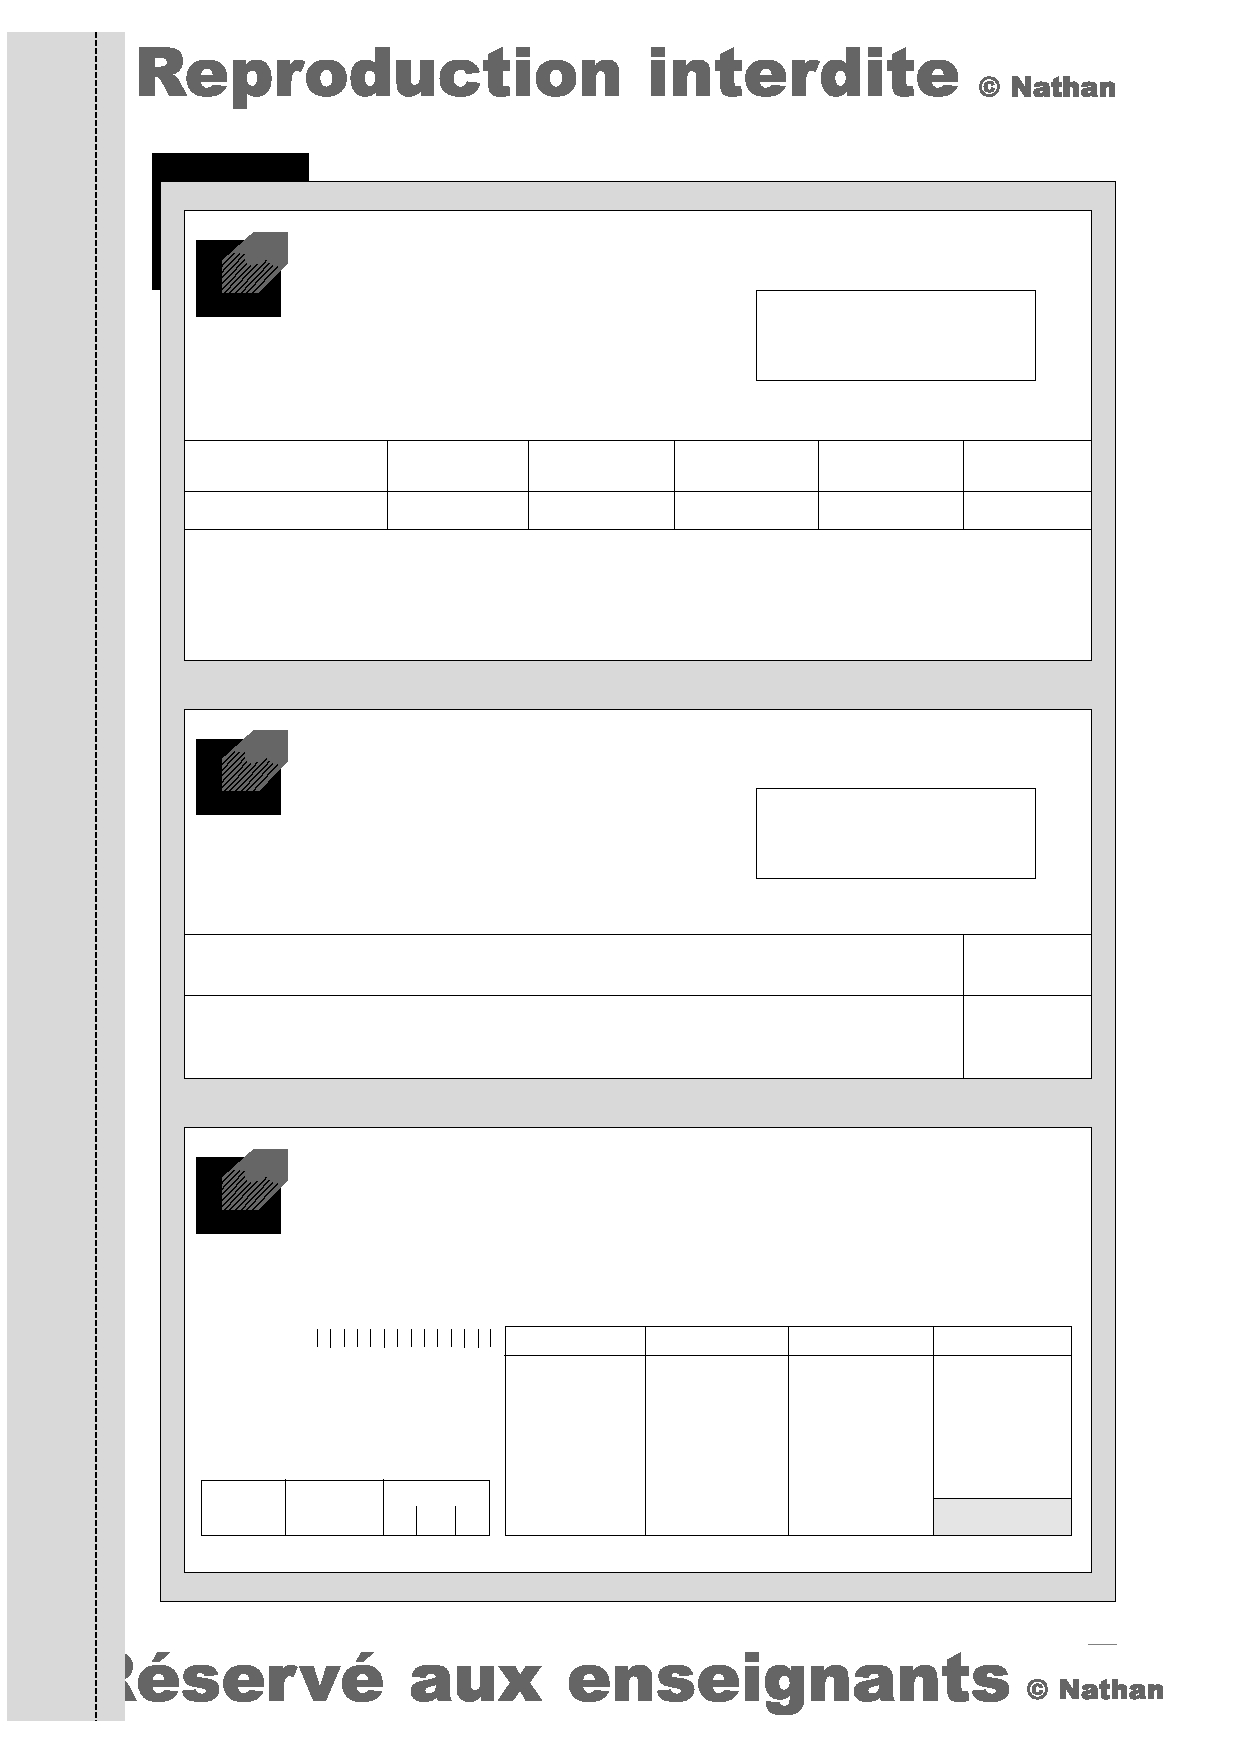 Reproduction interdite © Nathan
Réservé aux enseignants © Nathan